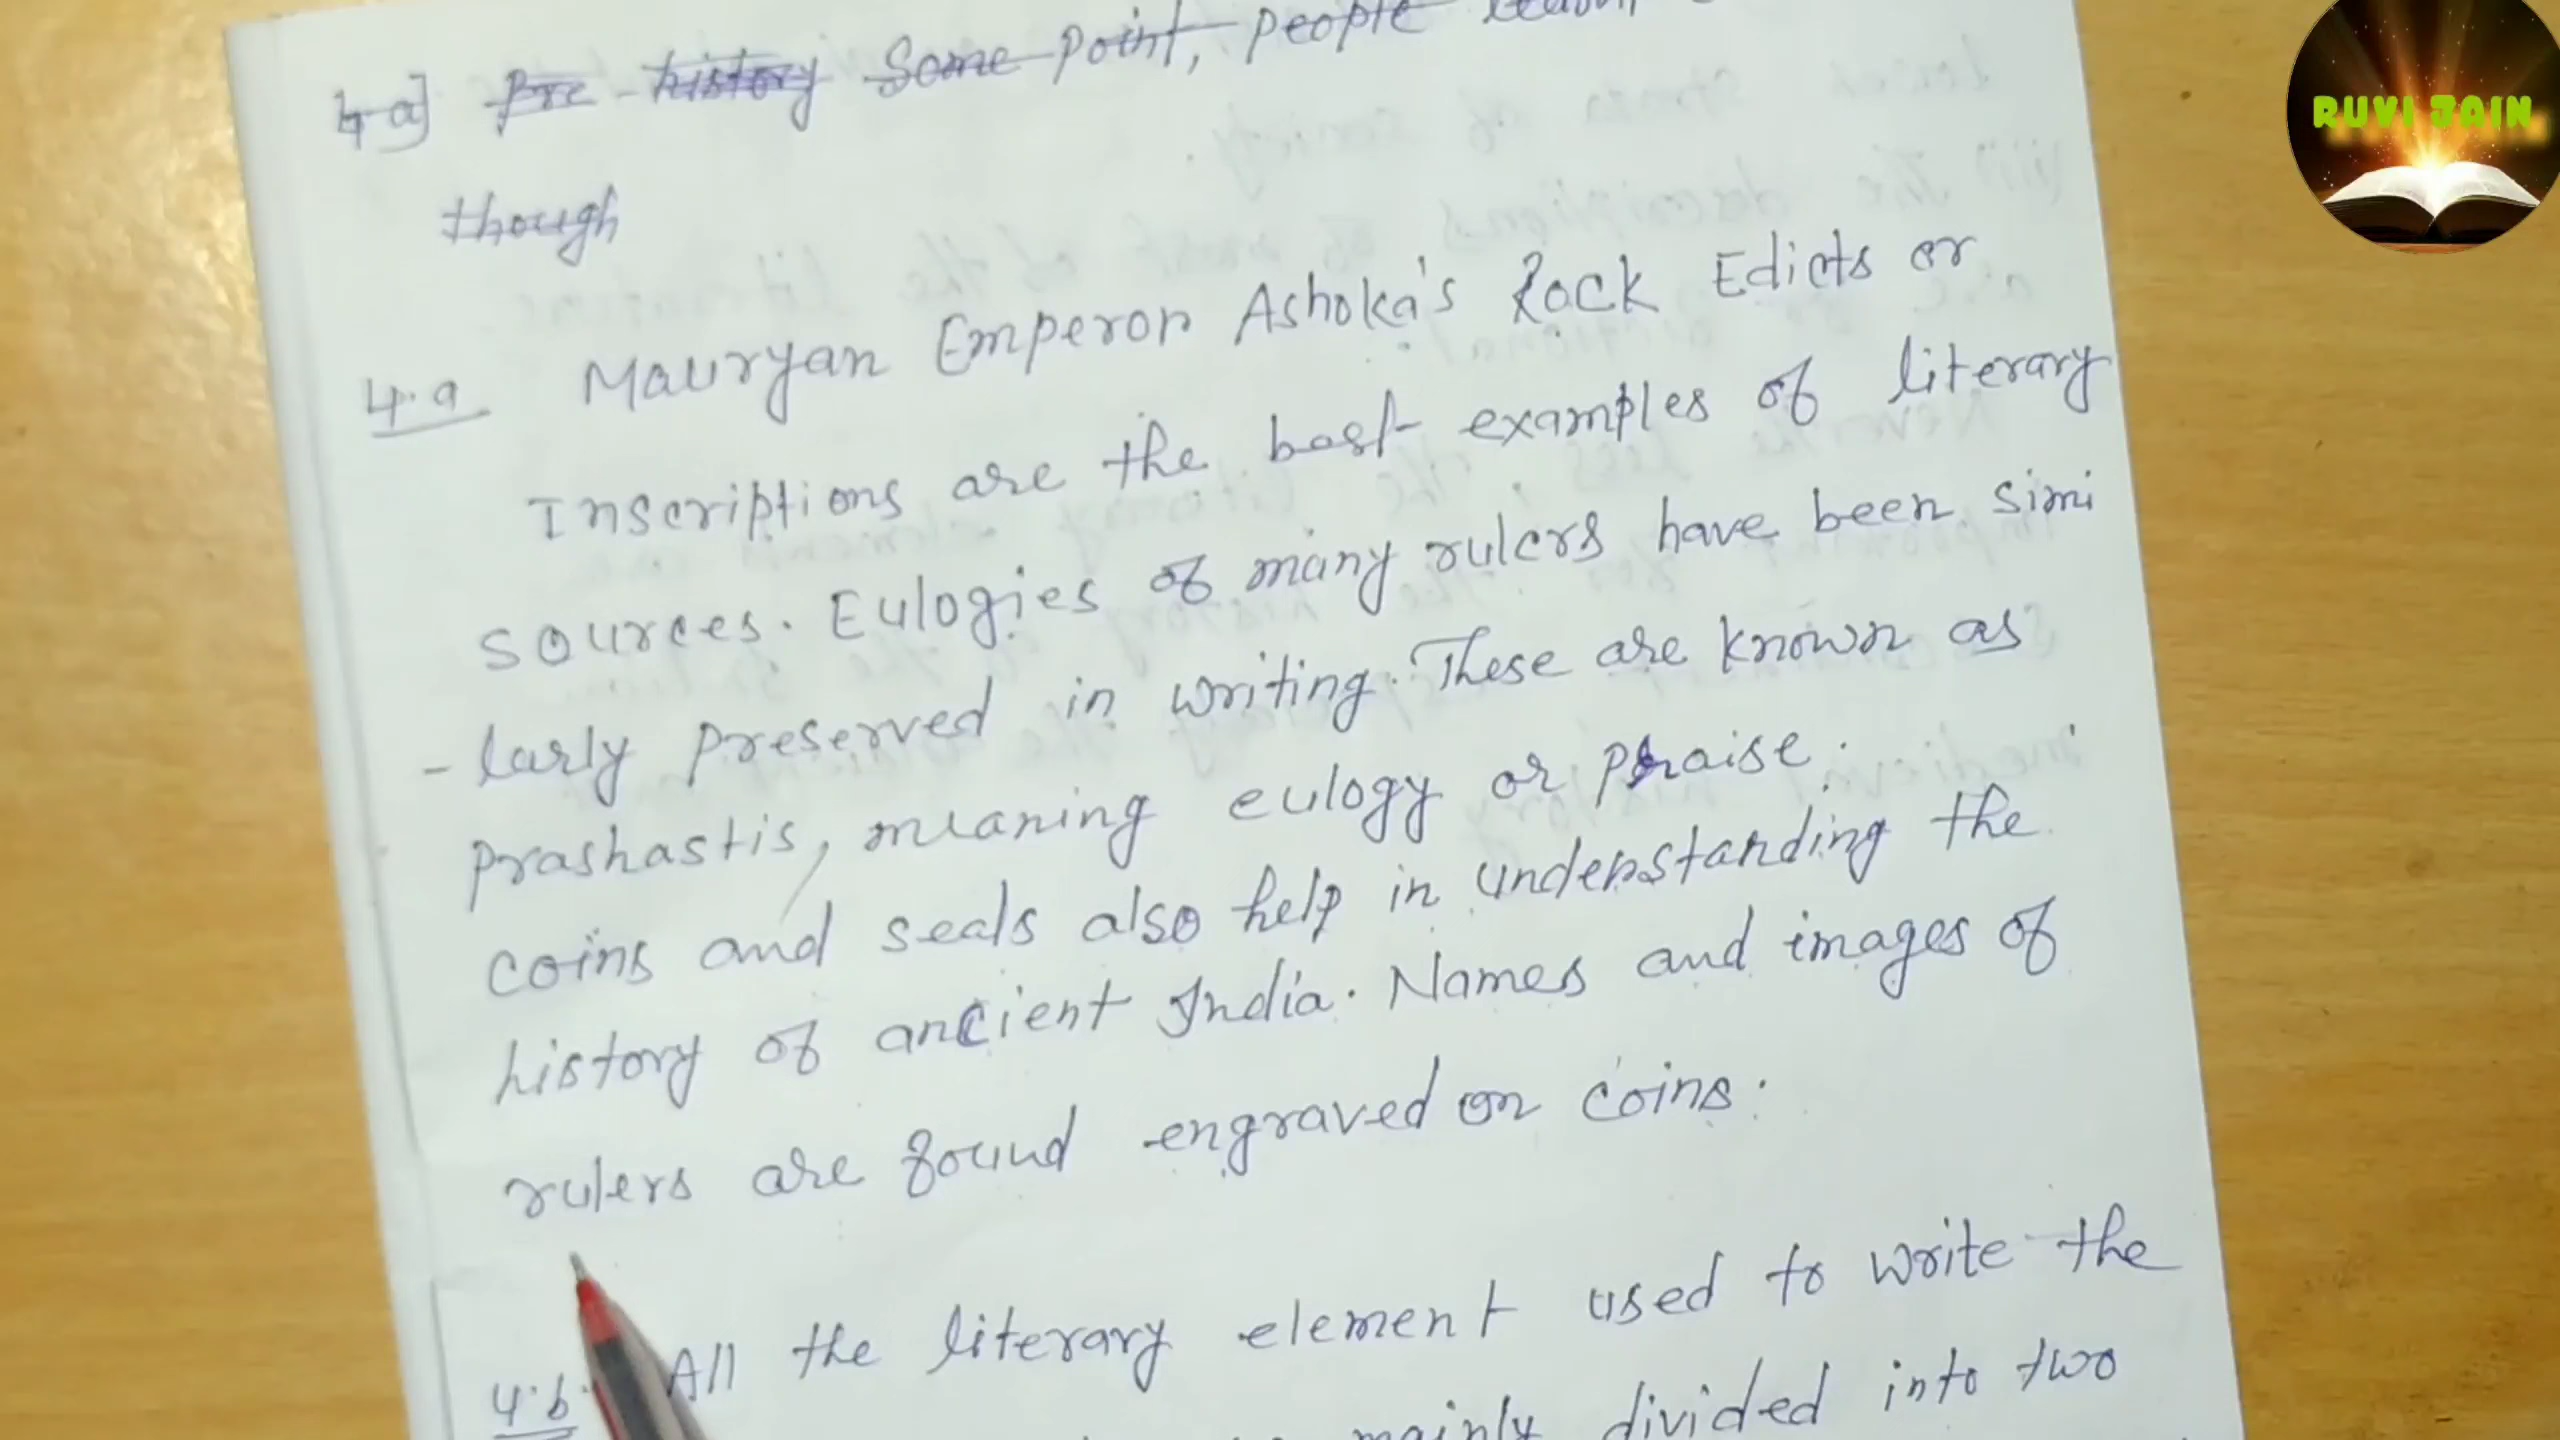 4a] Pre-history Some Point, People
though
RUVI JAIN
4.a Mauryan Emperor Ashoka's Rock Edicts or
Inscriptions are the best examples of literary
sources. Eulogies of many rulers have been simi
-larly preserved in writing. These are known as
prashastis, meaning eulogy or praise.
coins and seals also help in understanding the
history of ancient India. Names and images of
rulers are found engraved on coins.
4.b. All the literary element used to write the
mainly divided into two